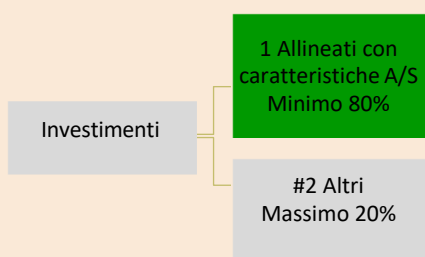 1 Allineati con
caratteristiche A/S
Minimo 80%
Investimenti
#2 Altri
Massimo 20%